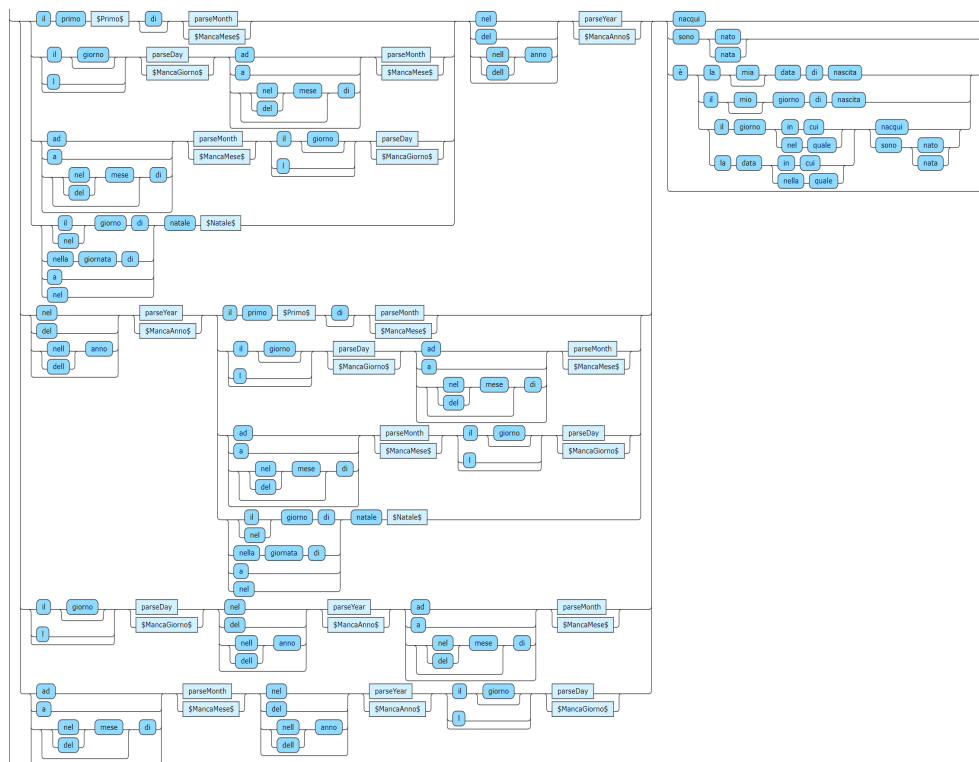 il primo $Primo$ di parseMonth nel parseYear nacqui
$MancaMese$ del $MancaAnno$ sono nato
il giorno parseDay ad parseMonth nell anno nata
$MancaGiorno$ a $MancaMese$ dell è la mia data di nascita
l nel mese di il mio giorno di nascita
del
il giorno in cui nacqui
ad parseMonth il giorno parseDay nel quale sono nato
a $MancaMese$ l $MancaGiorno$ la data in cui nata
nel mese di nella quale
del
il giorno di natale $Natale$
nel
nella giornata di
a
nel
nel parseYear il primo $Primo$ di parseMonth
del $MancaAnno$ $MancaMese$
nell anno il giorno parseDay ad parseMonth
dell $MancaGiorno$ a $MancaMese$
l nel mese di
del
ad parseMonth il giorno parseDay
a $MancaMese$ l $MancaGiorno$
nel mese di
del
il giorno di natale $Natale$
nel
nella giornata di
a
nel
il giorno parseDay nel parseYear ad parseMonth
$MancaGiorno$ del $MancaAnno$ a $MancaMese$
l nell anno nel mese di
dell del
ad parseMonth nel parseYear il giorno parseDay
a $MancaMese$ del $MancaAnno$ l $MancaGiorno$
nel mese di nell anno
del dell